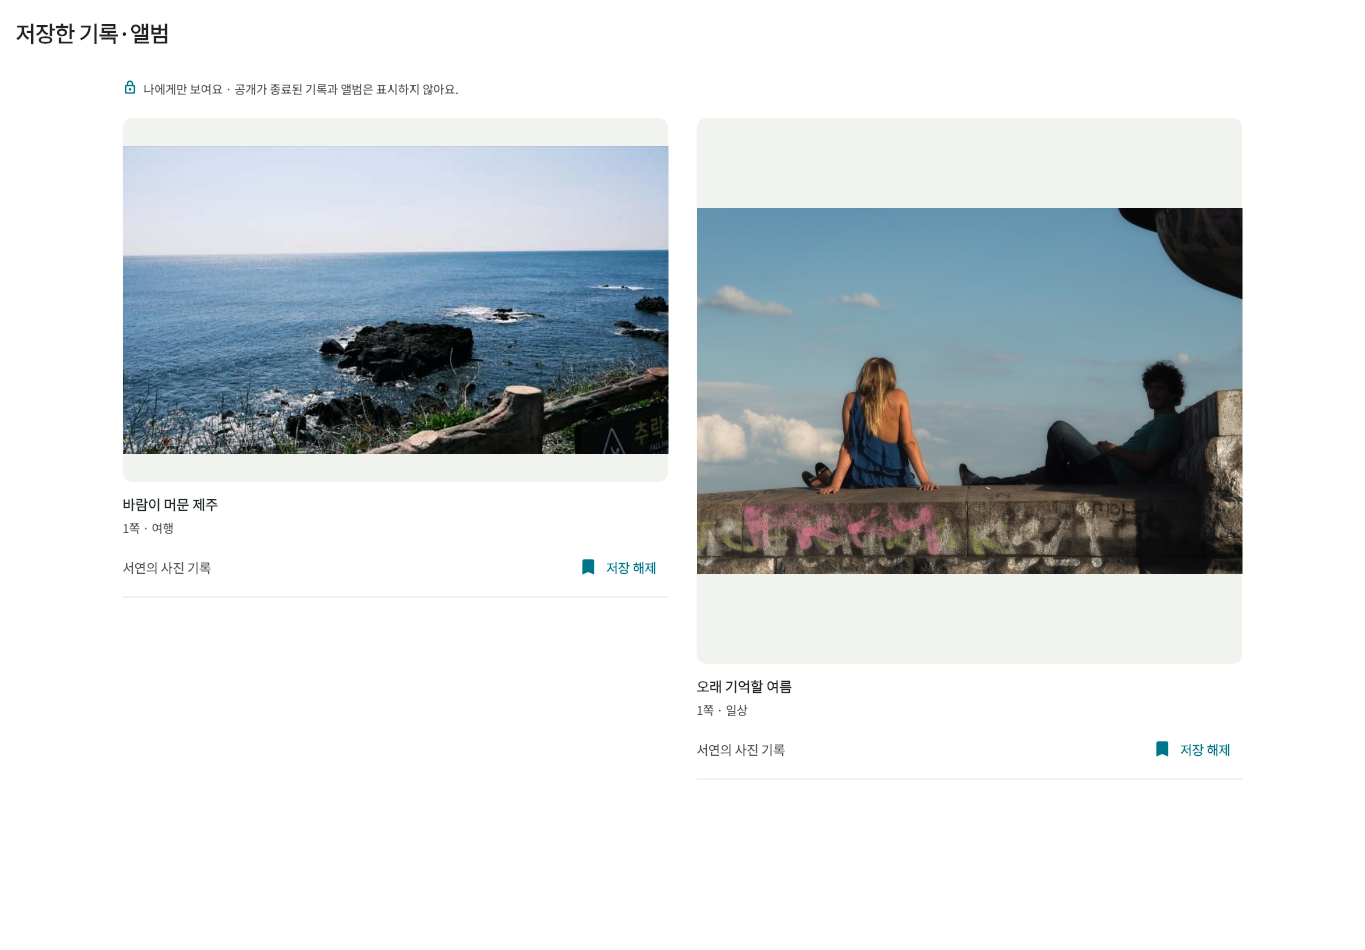 저장한 기록·앨범
나에게만 보여요 · 공개가 종료된 기록과 앨범은 표시하지 않아요.
추락
바람이 머문 제주
1쪽 · 여행
서연의 사진 기록
저장 해제
오래 기억할 여름
1쪽 · 일상
서연의 사진 기록
저장 해제